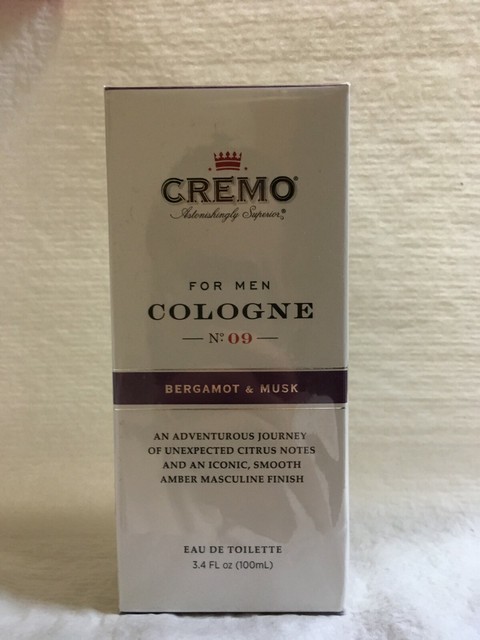 CREMO®
Astonishingly Superior®
FOR MEN
COLOGNE
Nº 09
BERGAMOT & MUSK
AN ADVENTUROUS JOURNEY
OF UNEXPECTED CITRUS NOTES
AND AN ICONIC, SMOOTH
AMBER MASCULINE FINISH
EAU DE TOILETTE
3.4 FL oz (100mL)